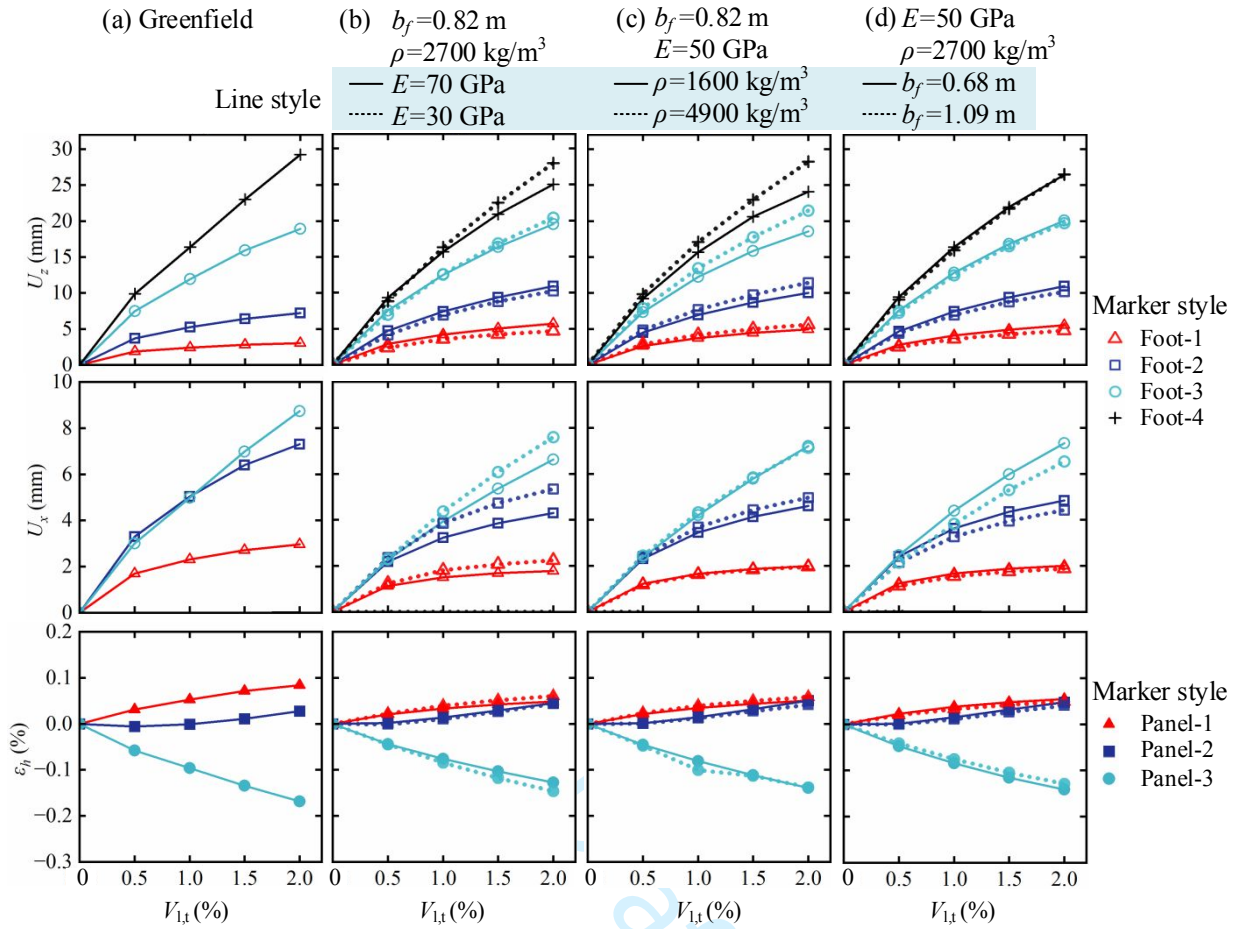 (a) Greenfield
(b) b_f=0.82 m
ρ=2700 kg/m³
(c) b_f=0.82 m
E=50 GPa
(d) E=50 GPa
ρ=2700 kg/m³
Line style
E=70 GPa
E=30 GPa
ρ=1600 kg/m³
ρ=4900 kg/m³
b_f=0.68 m
b_f=1.09 m
U_z (mm)
30
25
20
15
10
5
0
U_x (mm)
10
8
6
4
2
0
ε_h (%)
0.2
0.1
0.0
−0.1
−0.2
−0.3
0 0.5 1.0 1.5 2.0 0 0.5 1.0 1.5 2.0 0 0.5 1.0 1.5 2.0 0 0.5 1.0 1.5 2.0
V_l,t (%) V_l,t (%) V_l,t (%) V_l,t (%)
Marker style
Foot-1
Foot-2
Foot-3
Foot-4
Marker style
Panel-1
Panel-2
Panel-3